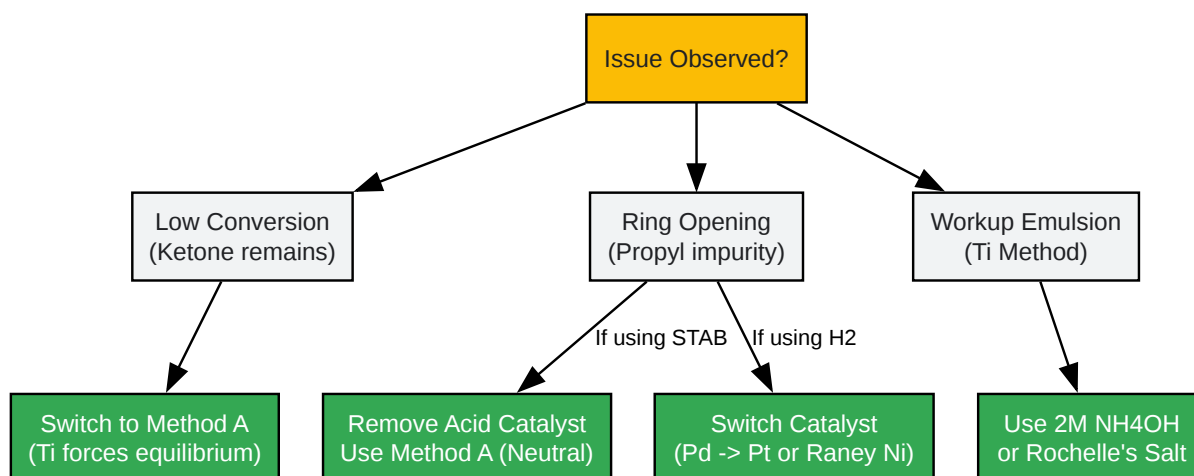 Issue Observed?
Low Conversion
(Ketone remains)
Ring Opening
(Propyl impurity)
Workup Emulsion
(Ti Method)
If using STAB
If using H2
Switch to Method A
(Ti forces equilibrium)
Remove Acid Catalyst
Use Method A (Neutral)
Switch Catalyst
(Pd -> Pt or Raney Ni)
Use 2M NH4OH
or Rochelle's Salt